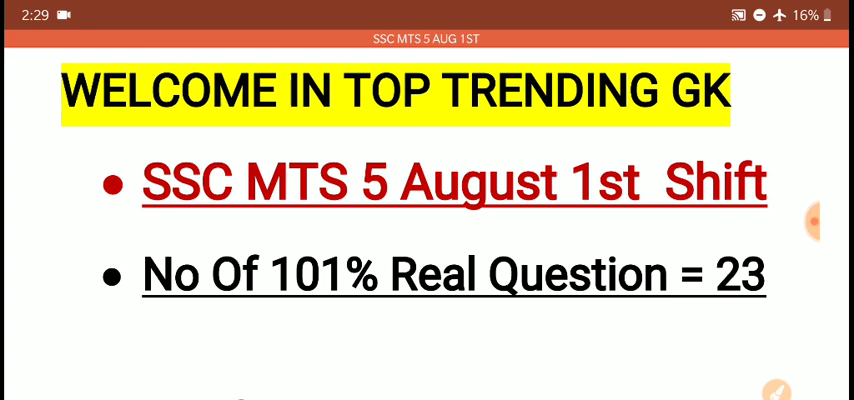 2:29 16%
SSC MTS 5 AUG 1ST
WELCOME IN TOP TRENDING GK
• SSC MTS 5 August 1st Shift
• No Of 101% Real Question = 23